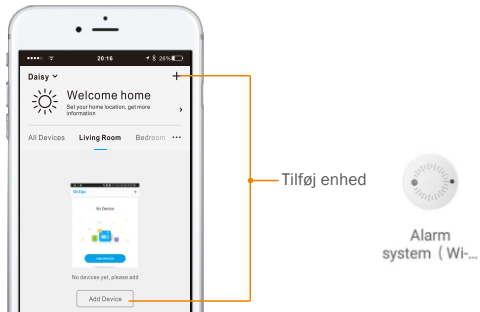 20:16
26%
Daisy
+
Welcome home
Set your home location, get more
information
All Devices Living Room Bedroom ...
No Device
No devices yet, please add
Add Device
Tilføj enhed
Alarm
system ( Wi-...